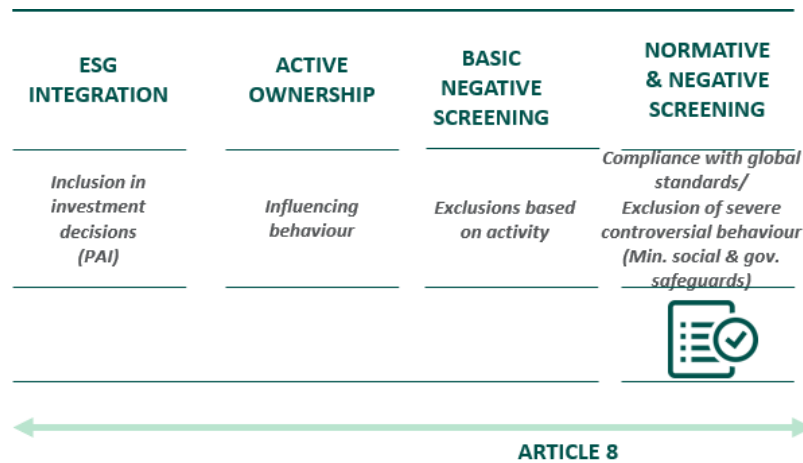 ESG
INTEGRATION
ACTIVE
OWNERSHIP
BASIC
NEGATIVE
SCREENING
NORMATIVE
& NEGATIVE
SCREENING
Inclusion in
investment
decisions
(PAI)
Influencing
behaviour
Exclusions based
on activity
Compliance with global
standards/
Exclusion of severe
controversial behaviour
(Min. social & gov.
safeguards)
ARTICLE 8